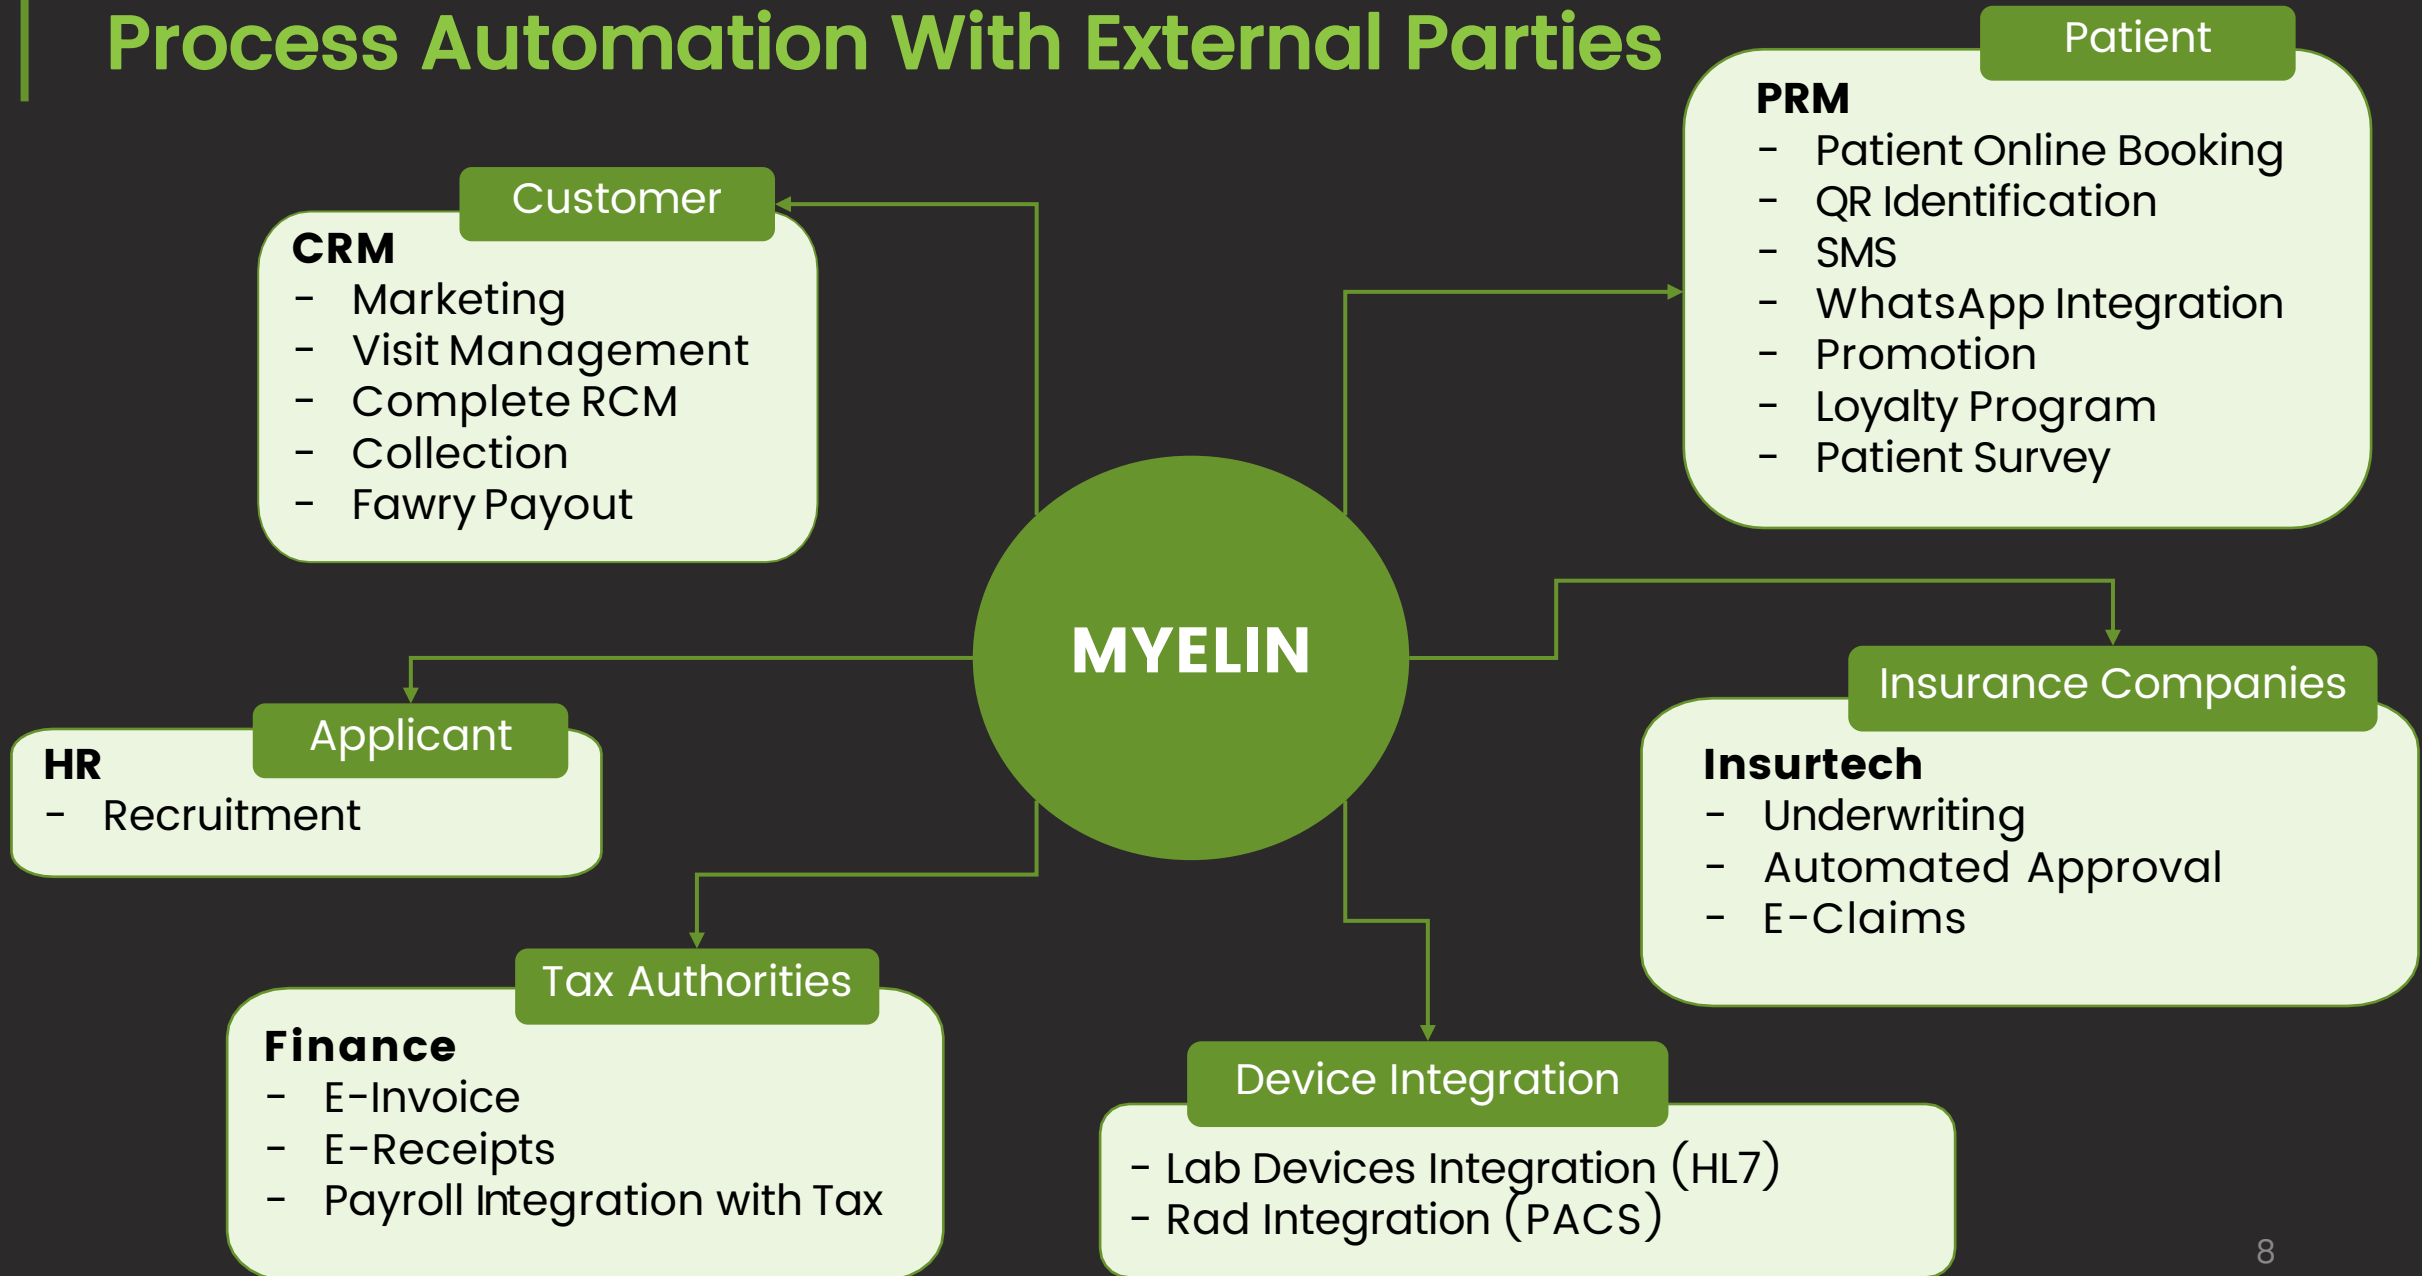 Process Automation With External Parties
Patient
PRM
- Patient Online Booking
- QR Identification
- SMS
- WhatsApp Integration
- Promotion
- Loyalty Program
- Patient Survey
Customer
CRM
- Marketing
- Visit Management
- Complete RCM
- Collection
- Fawry Payout
MYELIN
Insurance Companies
Insurtech
- Underwriting
- Automated Approval
- E-Claims
Applicant
HR
- Recruitment
Tax Authorities
Finance
- E-Invoice
- E-Receipts
- Payroll Integration with Tax
Device Integration
- Lab Devices Integration (HL7)
- Rad Integration (PACS)
8